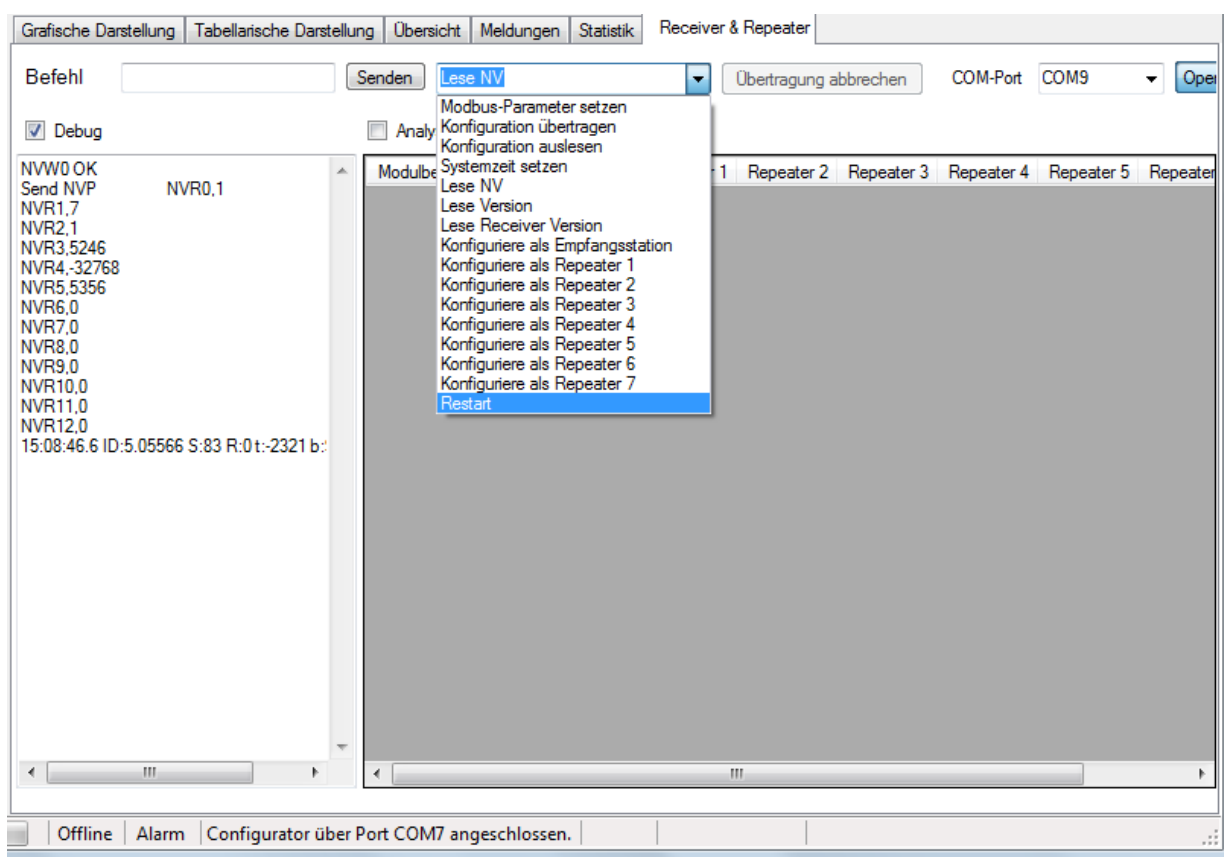 Grafische Darstellung Tabellarische Darstellung Übersicht Meldungen Statistik Receiver & Repeater
Befehl Senden Lese NV Übertragung abbrechen COM-Port COM9 Oper
Debug Analy
Modbus-Parameter setzen
Konfiguration übertragen
Konfiguration auslesen
Systemzeit setzen
Lese NV
Lese Version
Lese Receiver Version
Konfiguriere als Empfangsstation
Konfiguriere als Repeater 1
Konfiguriere als Repeater 2
Konfiguriere als Repeater 3
Konfiguriere als Repeater 4
Konfiguriere als Repeater 5
Konfiguriere als Repeater 6
Konfiguriere als Repeater 7
Restart
NVW0 OK
Send NVP NVR0,1
NVR1,7
NVR2,1
NVR3,5246
NVR4,-32768
NVR5,5356
NVR6,0
NVR7,0
NVR8,0
NVR9,0
NVR10,0
NVR11,0
NVR12,0
15:08:46.6 ID:5.05566 S:83 R:0 t:-2321 b:
Modulbe r 1 Repeater 2 Repeater 3 Repeater 4 Repeater 5 Repeater
Offline Alarm Configurator über Port COM7 angeschlossen.